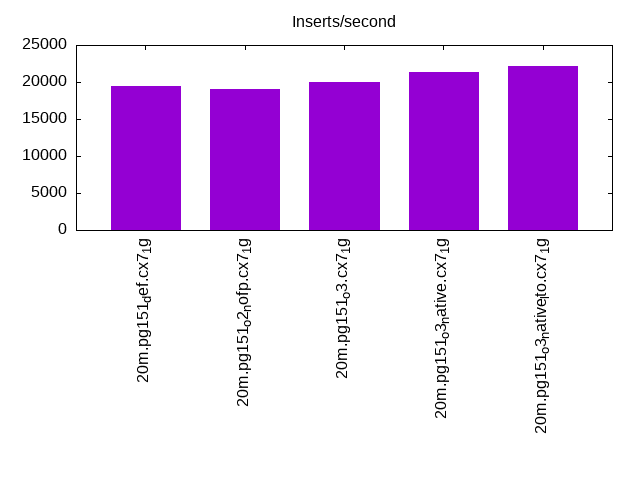 Inserts/second
25000
20000
15000
10000
5000
0
20m.pg151def.cx71g
20m.pg151o2nofp.cx71g
20m.pg151o3.cx71g
20m.pg151o3native.cx71g
20m.pg151o3nativelto.cx71g